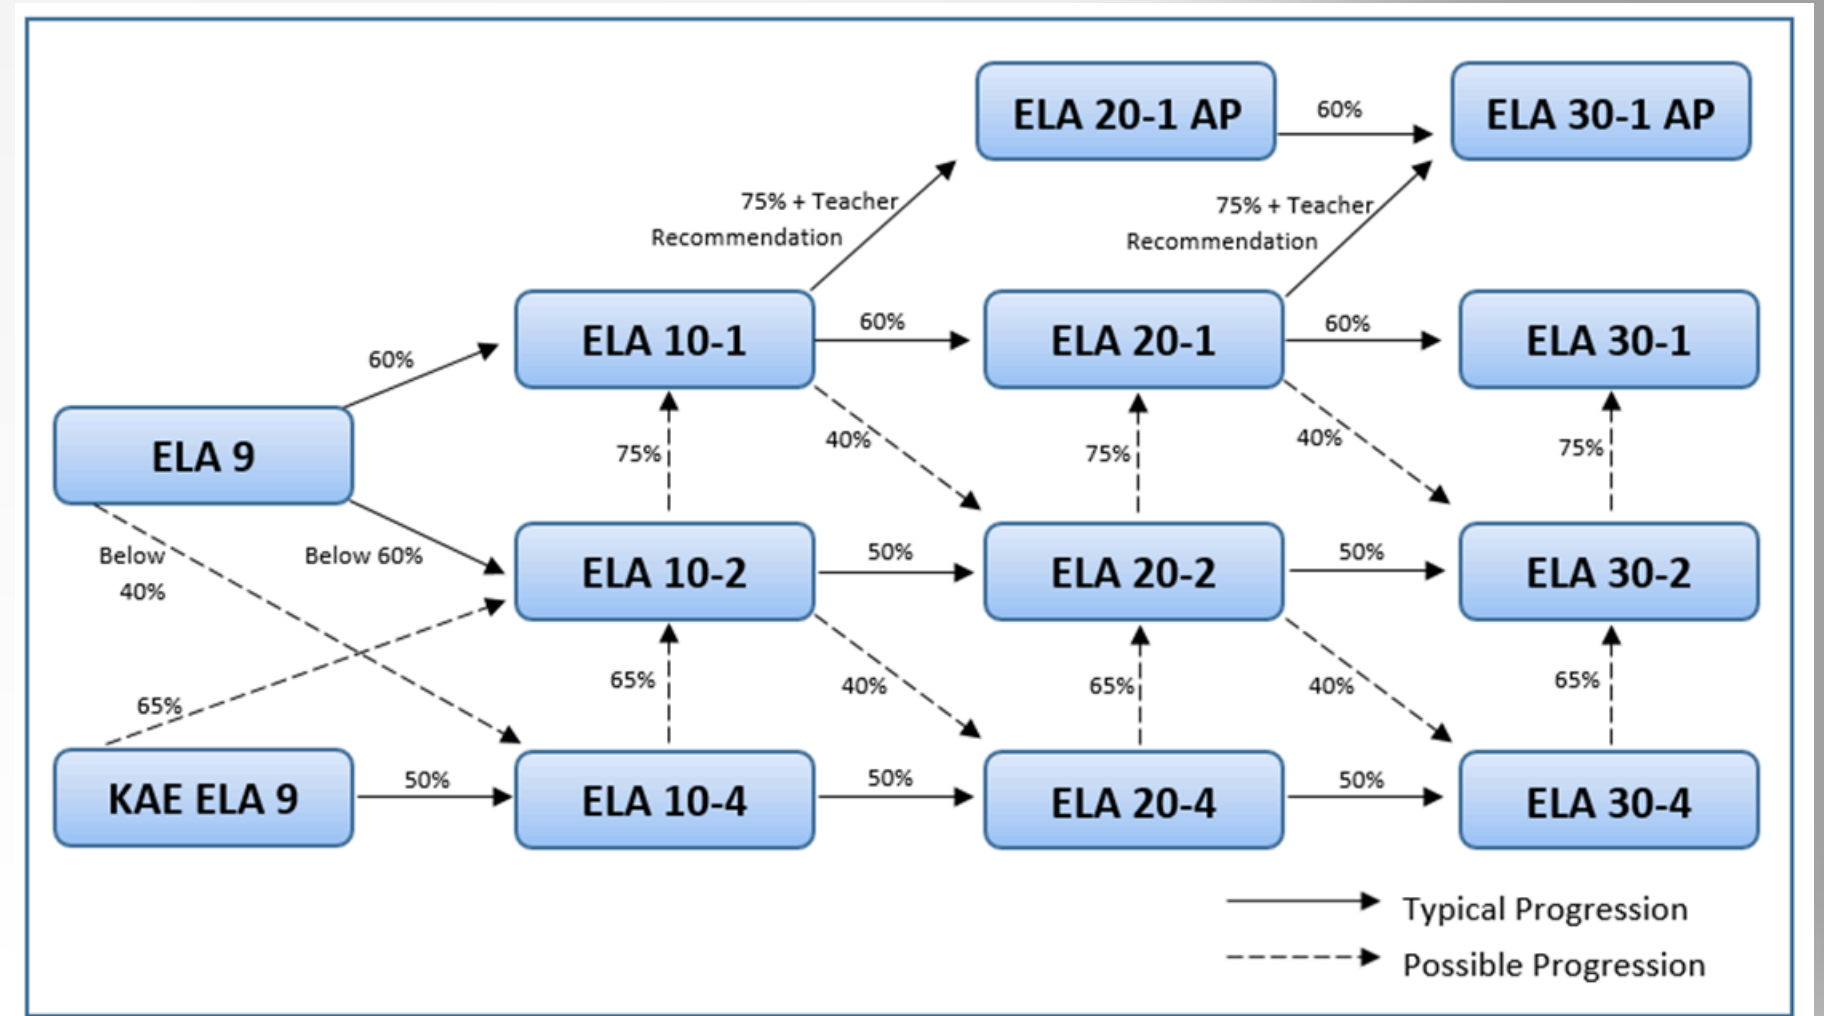 ELA 20-1 AP
60%
ELA 30-1 AP
75% + Teacher
Recommendation
75% + Teacher
Recommendation
ELA 10-1
60%
ELA 20-1
60%
ELA 30-1
60%
ELA 9
75%
40%
75%
40%
75%
Below
40%
Below 60%
ELA 10-2
50%
ELA 20-2
50%
ELA 30-2
65%
65%
40%
65%
40%
65%
KAE ELA 9
50%
ELA 10-4
50%
ELA 20-4
50%
ELA 30-4
Typical Progression
Possible Progression